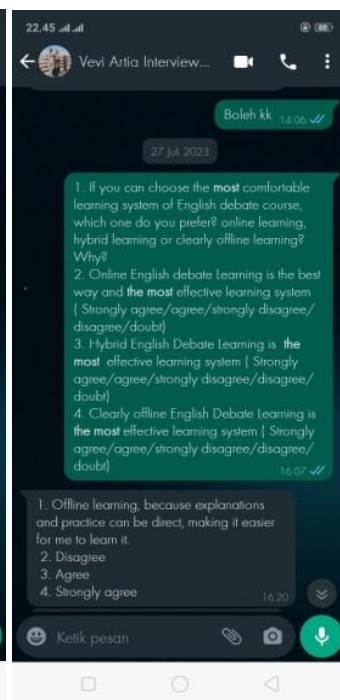 22.45
Vevi Artia Interview...
Boleh kk 14.06
27 Juli 2023
1. If you can choose the most comfortable
learning system of English debate course,
which one do you prefer? online learning,
hybrid learning or clearly offline learning?
Why?
2. Online English debate Learning is the best
way and the most effective learning system
( Strongly agree/agree/strongly disagree/
disagree/doubt)
3. Hybrid English Debate Learning is the
most effective learning system ( Strongly
agree/agree/strongly disagree/disagree/
doubt)
4. Clearly offline English Debate Learning is
the most effective learning system ( Strongly
agree/agree/strongly disagree/disagree/
doubt) 16.07
1. Offline learning, because explanations
and practice can be direct, making it easier
for me to learn it.
2. Disagree
3. Agree
4. Strongly agree 16.20
Ketik pesan